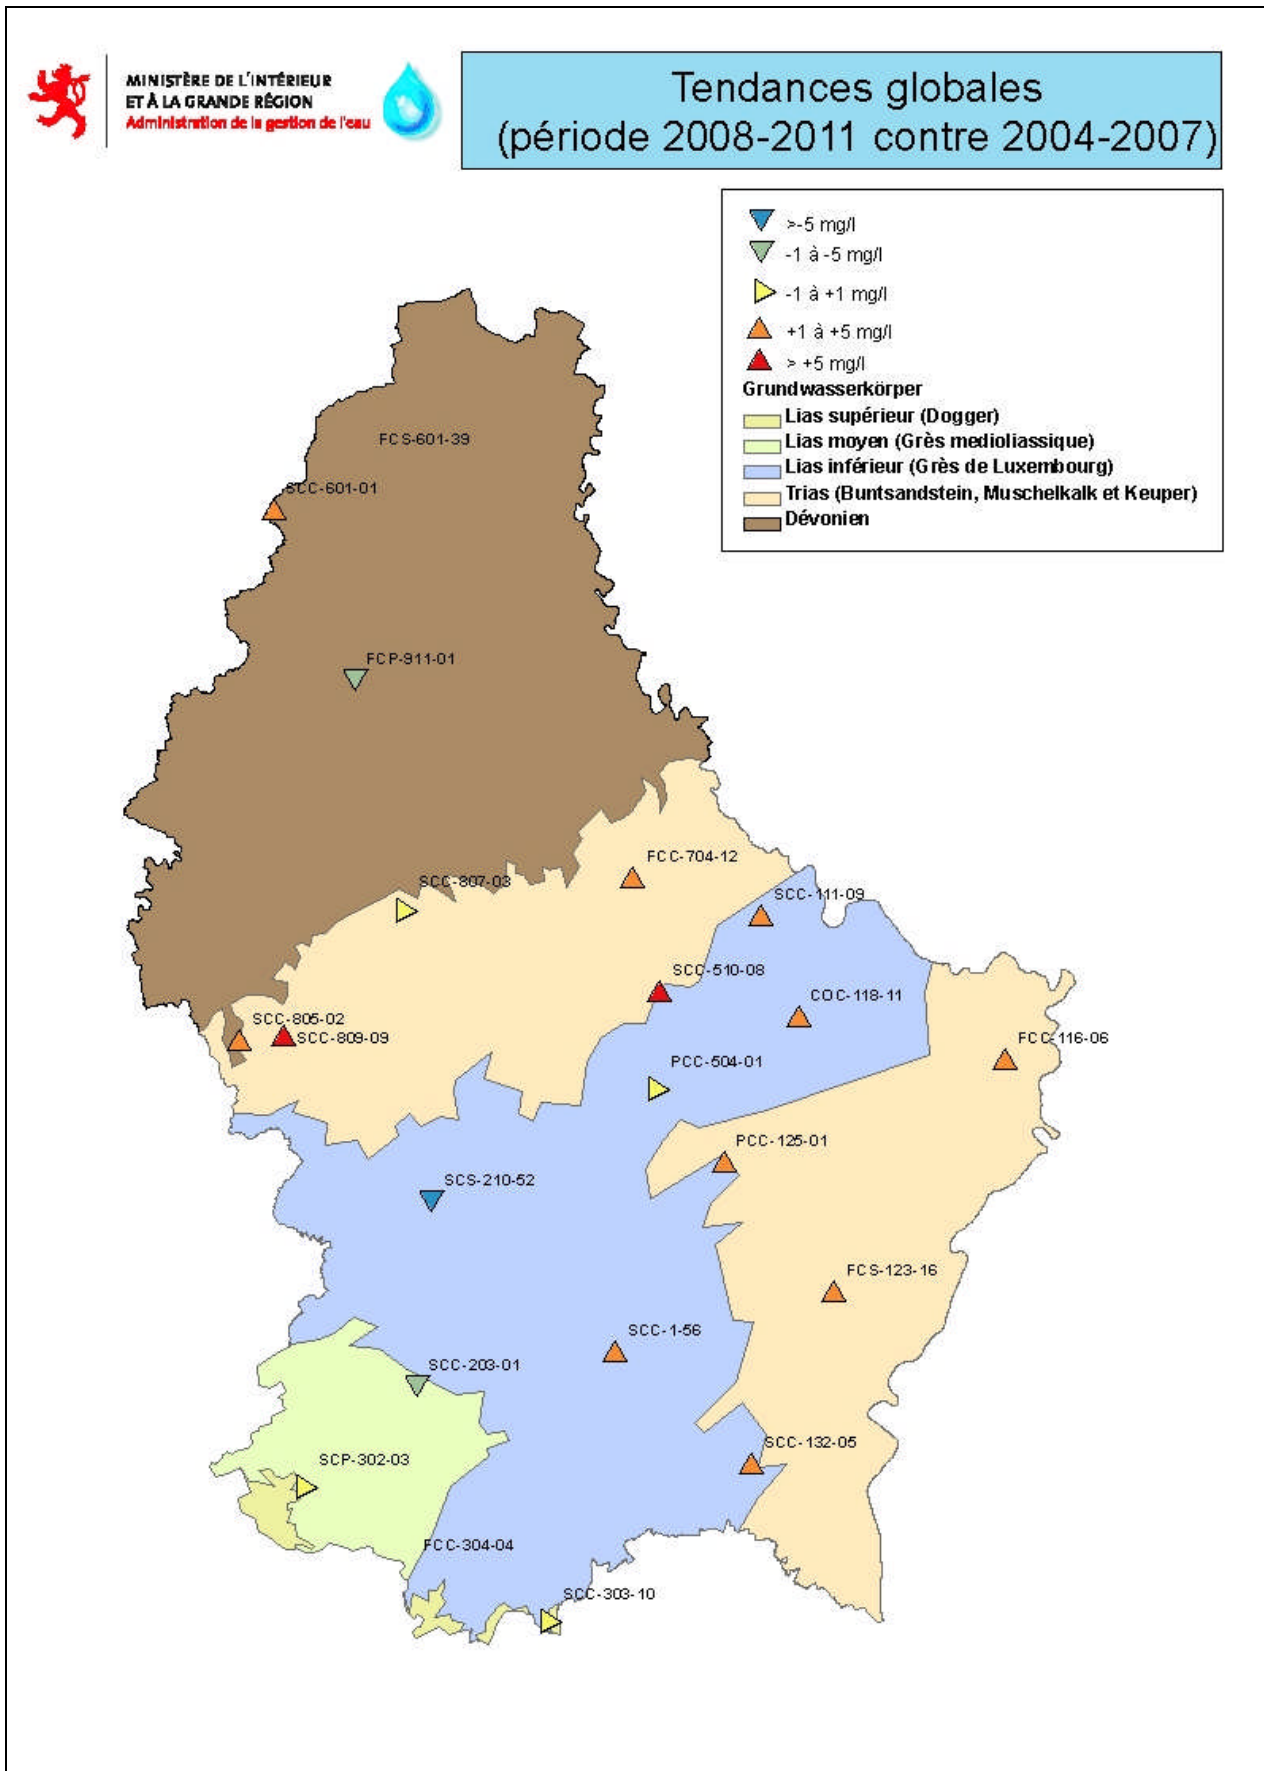 MINISTÈRE DE L'INTÉRIEUR
ET À LA GRANDE RÉGION
Administration de la gestion de l'eau
Tendances globales
(période 2008-2011 contre 2004-2007)
>-5 mg/l
-1 à -5 mg/l
-1 à +1 mg/l
+1 à +5 mg/l
> +5 mg/l
Grundwasserkörper
Lias supérieur (Dogger)
Lias moyen (Grès medioliassique)
Lias inférieur (Grès de Luxembourg)
Trias (Buntsandstein, Muschelkalk et Keuper)
Dévonien
FCS-601-39
SCC-601-01
FCP-911-01
FCC-704-12
SCC-807-03
SCC-111-09
SCC-510-08
COC-118-11
SCC-805-02
SCC-809-09
FCC-116-06
PCC-504-01
PCC-125-01
SCS-210-52
FCS-123-16
SCC-1-56
SCC-203-01
SCC-132-05
SCP-302-03
FCC-304-04
SCC-303-10